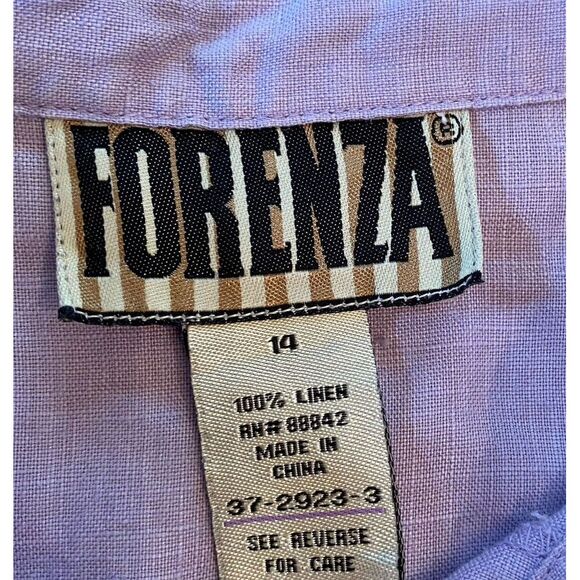 FORENZA®
14
100% LINEN
RN# 88842
MADE IN
CHINA
37-2923-3
SEE REVERSE
FOR CARE